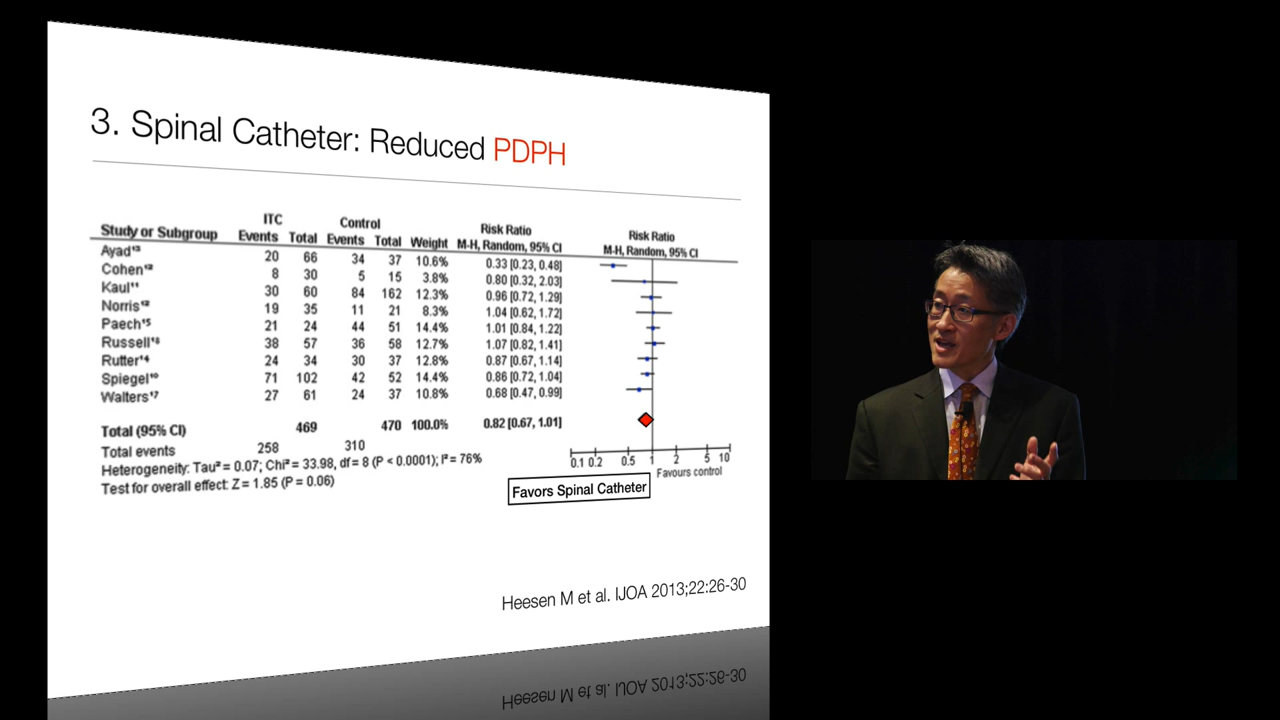 3. Spinal Catheter: Reduced PDPH
ITC Control Risk Ratio Risk Ratio
Study or Subgroup Events Total Events Total Weight M-H, Random, 95% CI M-H, Random, 95% CI
Ayad¹³ 20 66 34 37 10.6% 0.33 [0.23, 0.48]
Cohen¹² 8 30 5 15 3.8% 0.80 [0.32, 2.03]
Kaul¹¹ 30 60 84 162 12.3% 0.96 [0.72, 1.29]
Norris¹² 19 35 11 21 8.3% 1.04 [0.62, 1.72]
Paech¹⁵ 21 24 44 51 14.4% 1.01 [0.84, 1.22]
Russell¹³ 38 57 36 58 12.7% 1.07 [0.82, 1.41]
Rutter¹⁴ 24 34 30 37 12.8% 0.87 [0.67, 1.14]
Spiegel¹⁰ 71 102 42 52 14.4% 0.86 [0.72, 1.04]
Walters¹⁷ 27 61 24 37 10.8% 0.68 [0.47, 0.99]
Total (95% CI) 469 470 100.0% 0.82 [0.67, 1.01]
Total events 258 310
Heterogeneity: Tau² = 0.07; Chi² = 33.98, df = 8 (P < 0.0001); I² = 76%
Test for overall effect: Z = 1.85 (P = 0.06)
0.1 0.2 0.5 1 2 5 10
Favors Spinal Catheter Favours control
Heesen M et al. IJOA 2013;22:26-30
Heesen M et al. IJOA 2013;22:26-30